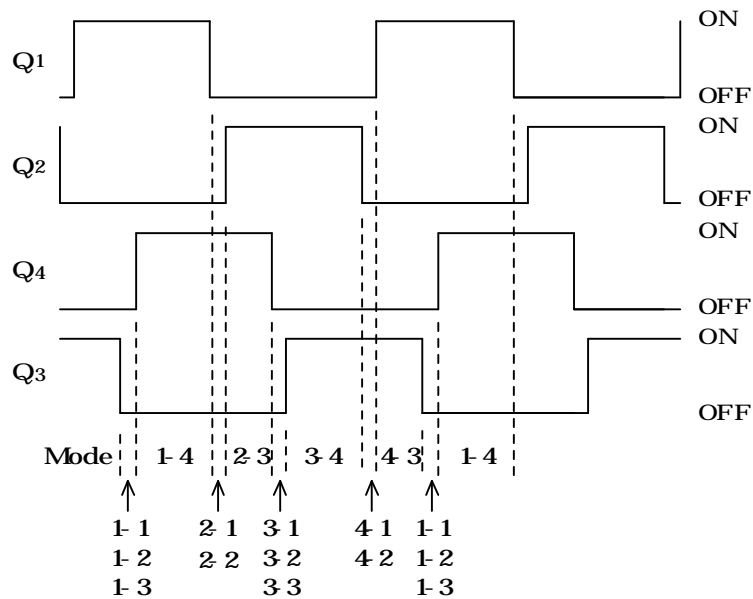 ON
Q1
OFF
ON
Q2
OFF
ON
Q4
OFF
ON
Q3
OFF
Mode 1-4 2-3 3-4 4-3 1-4
1-1 2-1 3-1 4-1 1-1
1-2 2-2 3-2 4-2 1-2
1-3 3-3 1-3